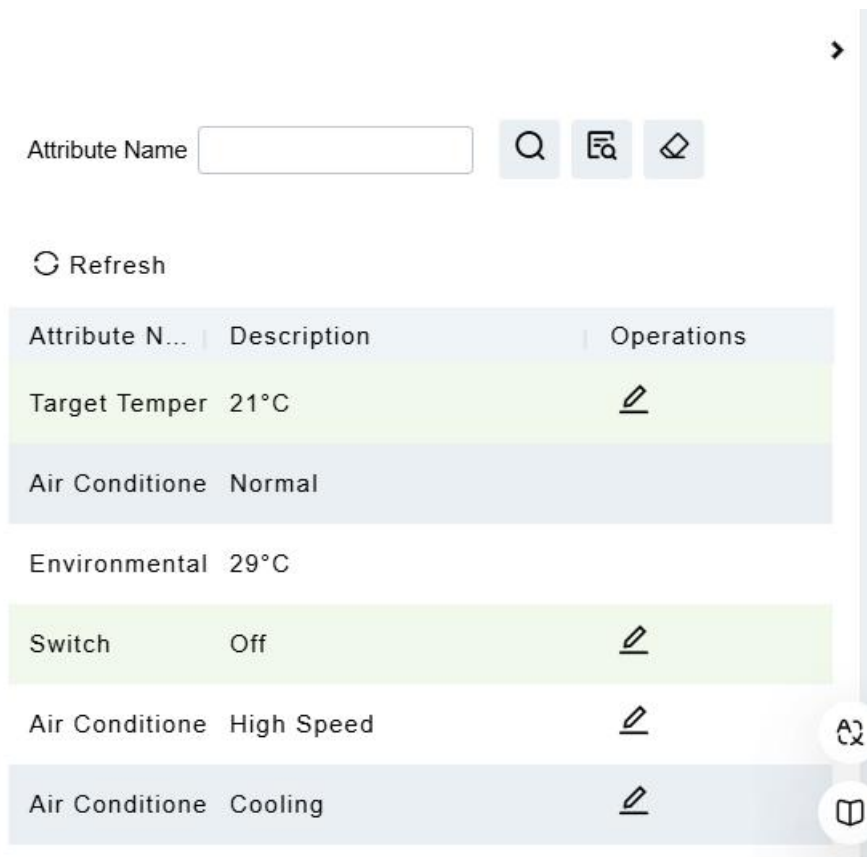 Attribute Name
Refresh
Attribute N... Description Operations
Target Temper 21°C
Air Conditione Normal
Environmental 29°C
Switch Off
Air Conditione High Speed
Air Conditione Cooling